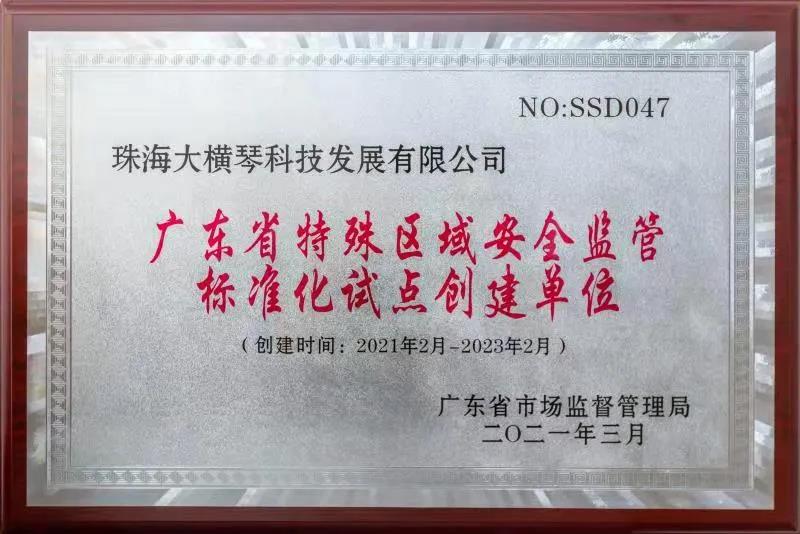 NO:SSD047
珠海大横琴科技发展有限公司
广东省特殊区域安全监管
标准化试点创建单位
（创建时间：2021年2月-2023年2月）
广东省市场监督管理局
二〇二一年三月